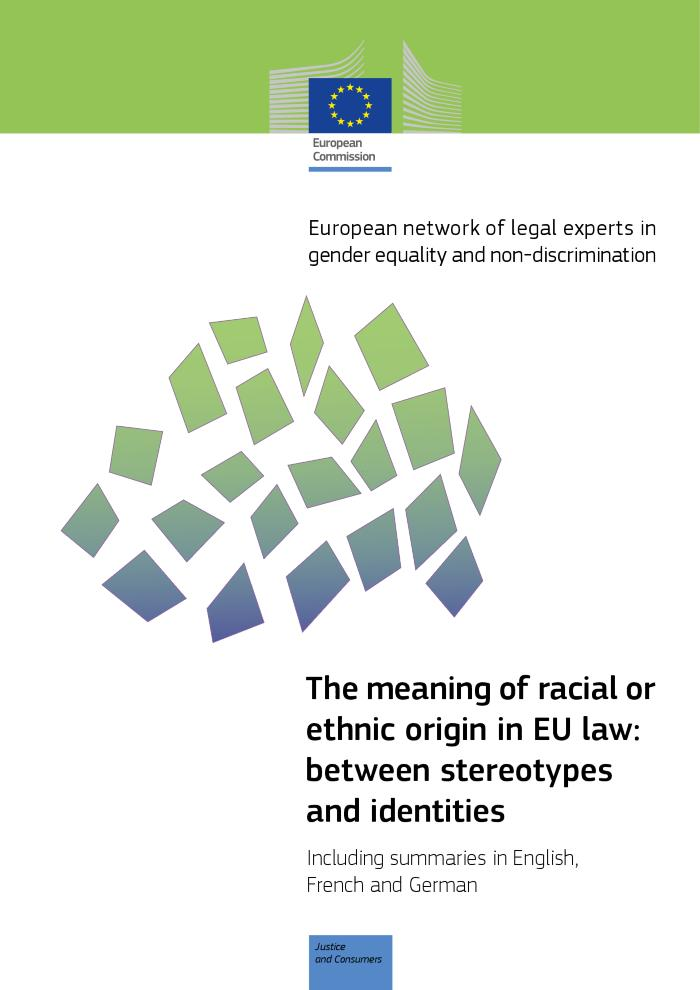 European
Commission
European network of legal experts in
gender equality and non-discrimination
The meaning of racial or
ethnic origin in EU law:
between stereotypes
and identities
Including summaries in English,
French and German
Justice
and Consumers